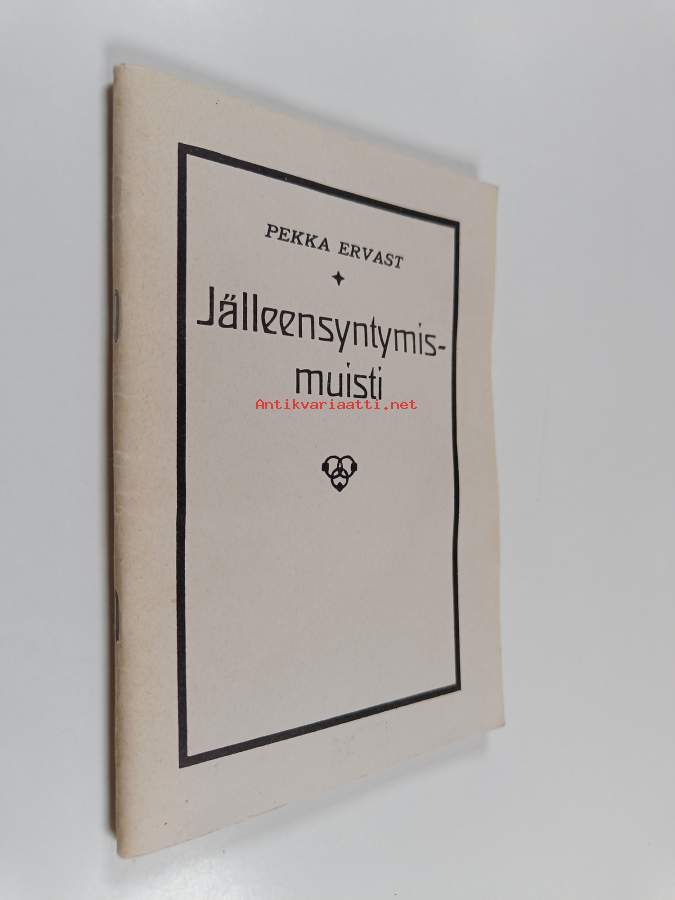 PEKKA ERVAST
Jälleensyntymis-
muisti
Antikvariaatti.net